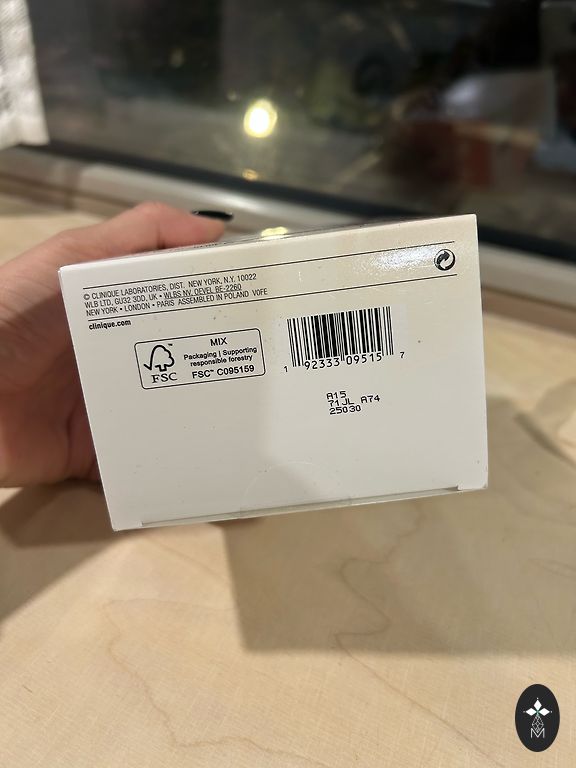 © CLINIQUE LABORATORIES, DIST. NEW YORK, N.Y. 10022
WLB LTD, GU32 3DD, UK • WLBS NV. DEVEL BE-2260
NEW YORK • LONDON • PARIS ASSEMBLED IN POLAND VOFE
clinique.com
MIX
Packaging | Supporting
responsible forestry
FSC™ C095159
FSC
1 92333 09515 7
A15
71JL A74
25030
M